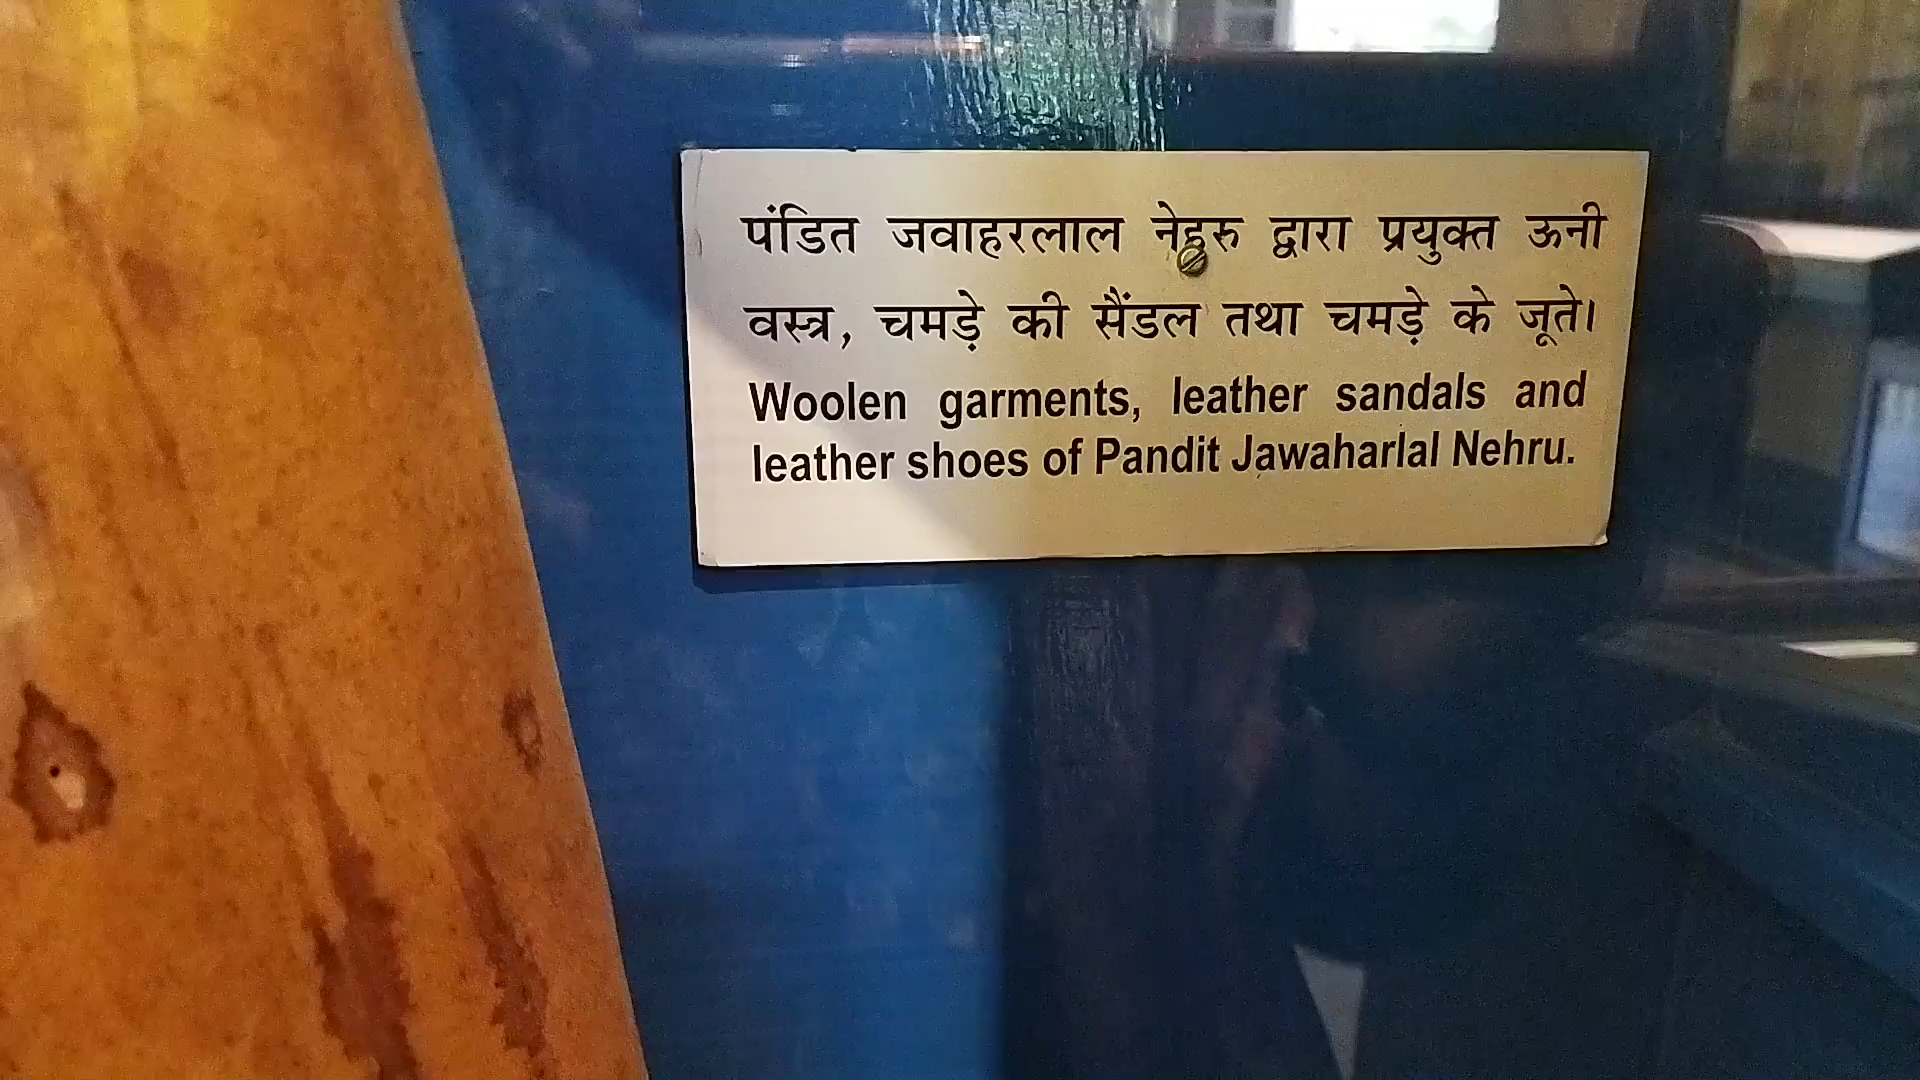 पंडित जवाहरलाल नेहरु द्वारा प्रयुक्त ऊनी
वस्त्र, चमड़े की सैंडल तथा चमड़े के जूते।
Woolen garments, leather sandals and
leather shoes of Pandit Jawaharlal Nehru.